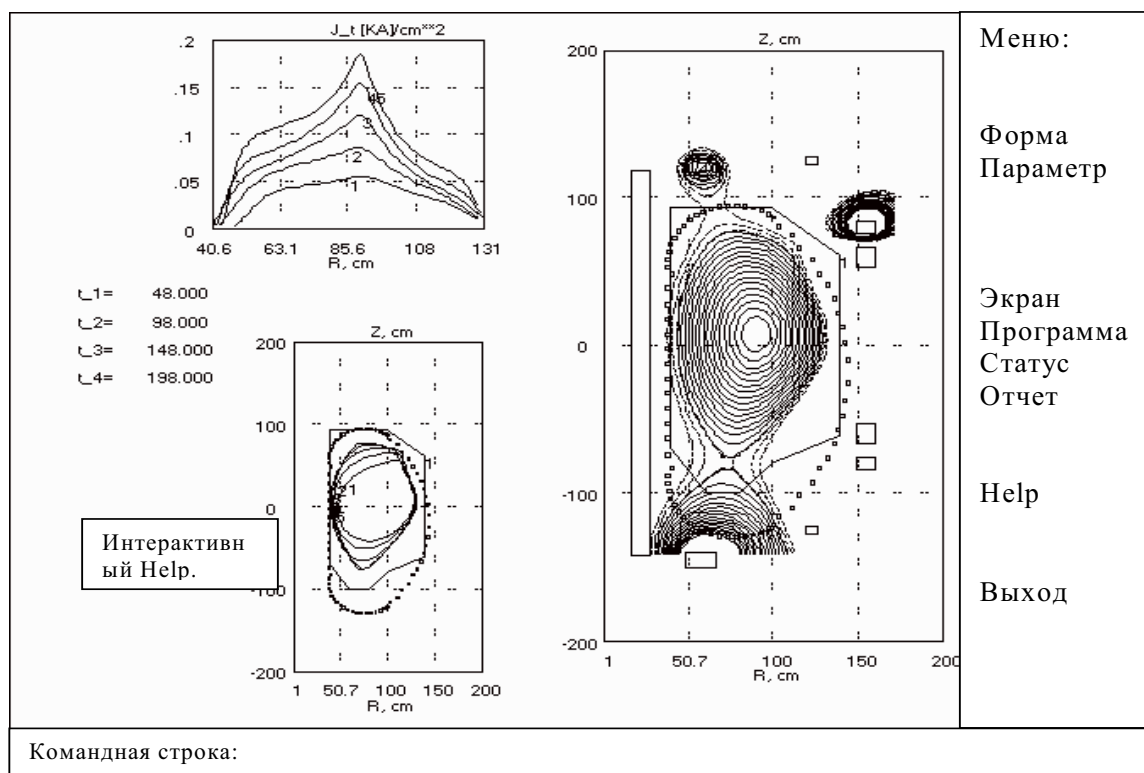 J_t [KA]/cm**2
.2
.15
.1
.05
0
45
3
2
1
40.6 63.1 85.6 108 131
R, cm
t_1= 48.000
t_2= 98.000
t_3= 148.000
t_4= 198.000
Z, cm
200
100
0
-100
-200
1
1 50.7 100 150 200
R, cm
Интерактивн
ый Help.
Z, cm
200
100
0
-100
-200
1
1 50.7 100 150 200
R, cm
Меню:
Форма
Параметр
Экран
Программа
Статус
Отчет
Help
Выход
Командная строка: